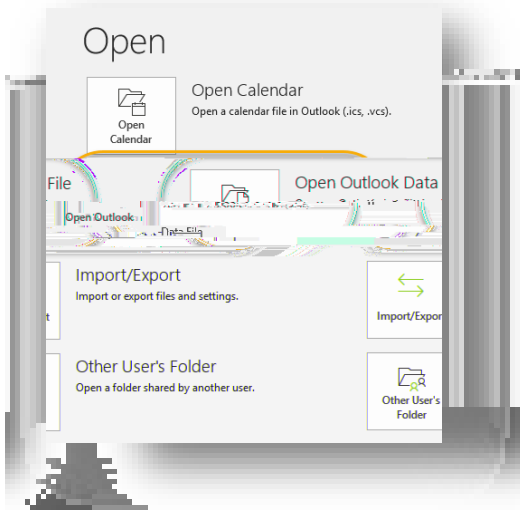 Open
Open Calendar
Open a calendar file in Outlook (.ics, .vcs).
Open
Calendar
File
Open Outlook Data
Open Outlook
Data File
Import/Export
Import or export files and settings.
t
Import/Expor
Other User's Folder
Open a folder shared by another user.
Other User's
Folder